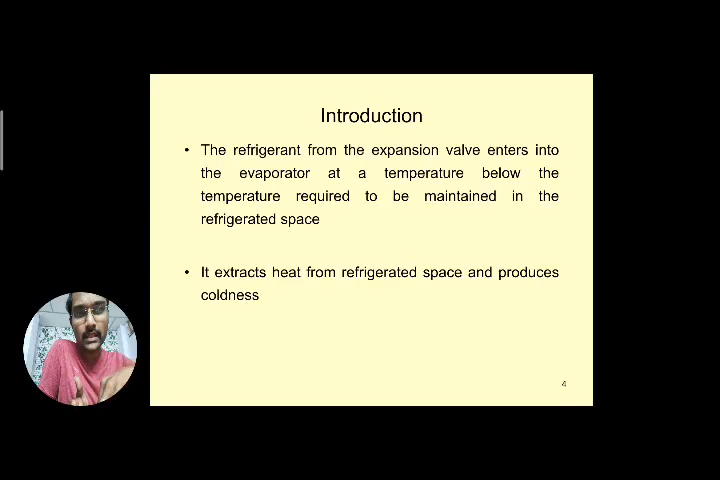 Introduction
• The refrigerant from the expansion valve enters into
the evaporator at a temperature below the
temperature required to be maintained in the
refrigerated space
• It extracts heat from refrigerated space and produces
coldness
4